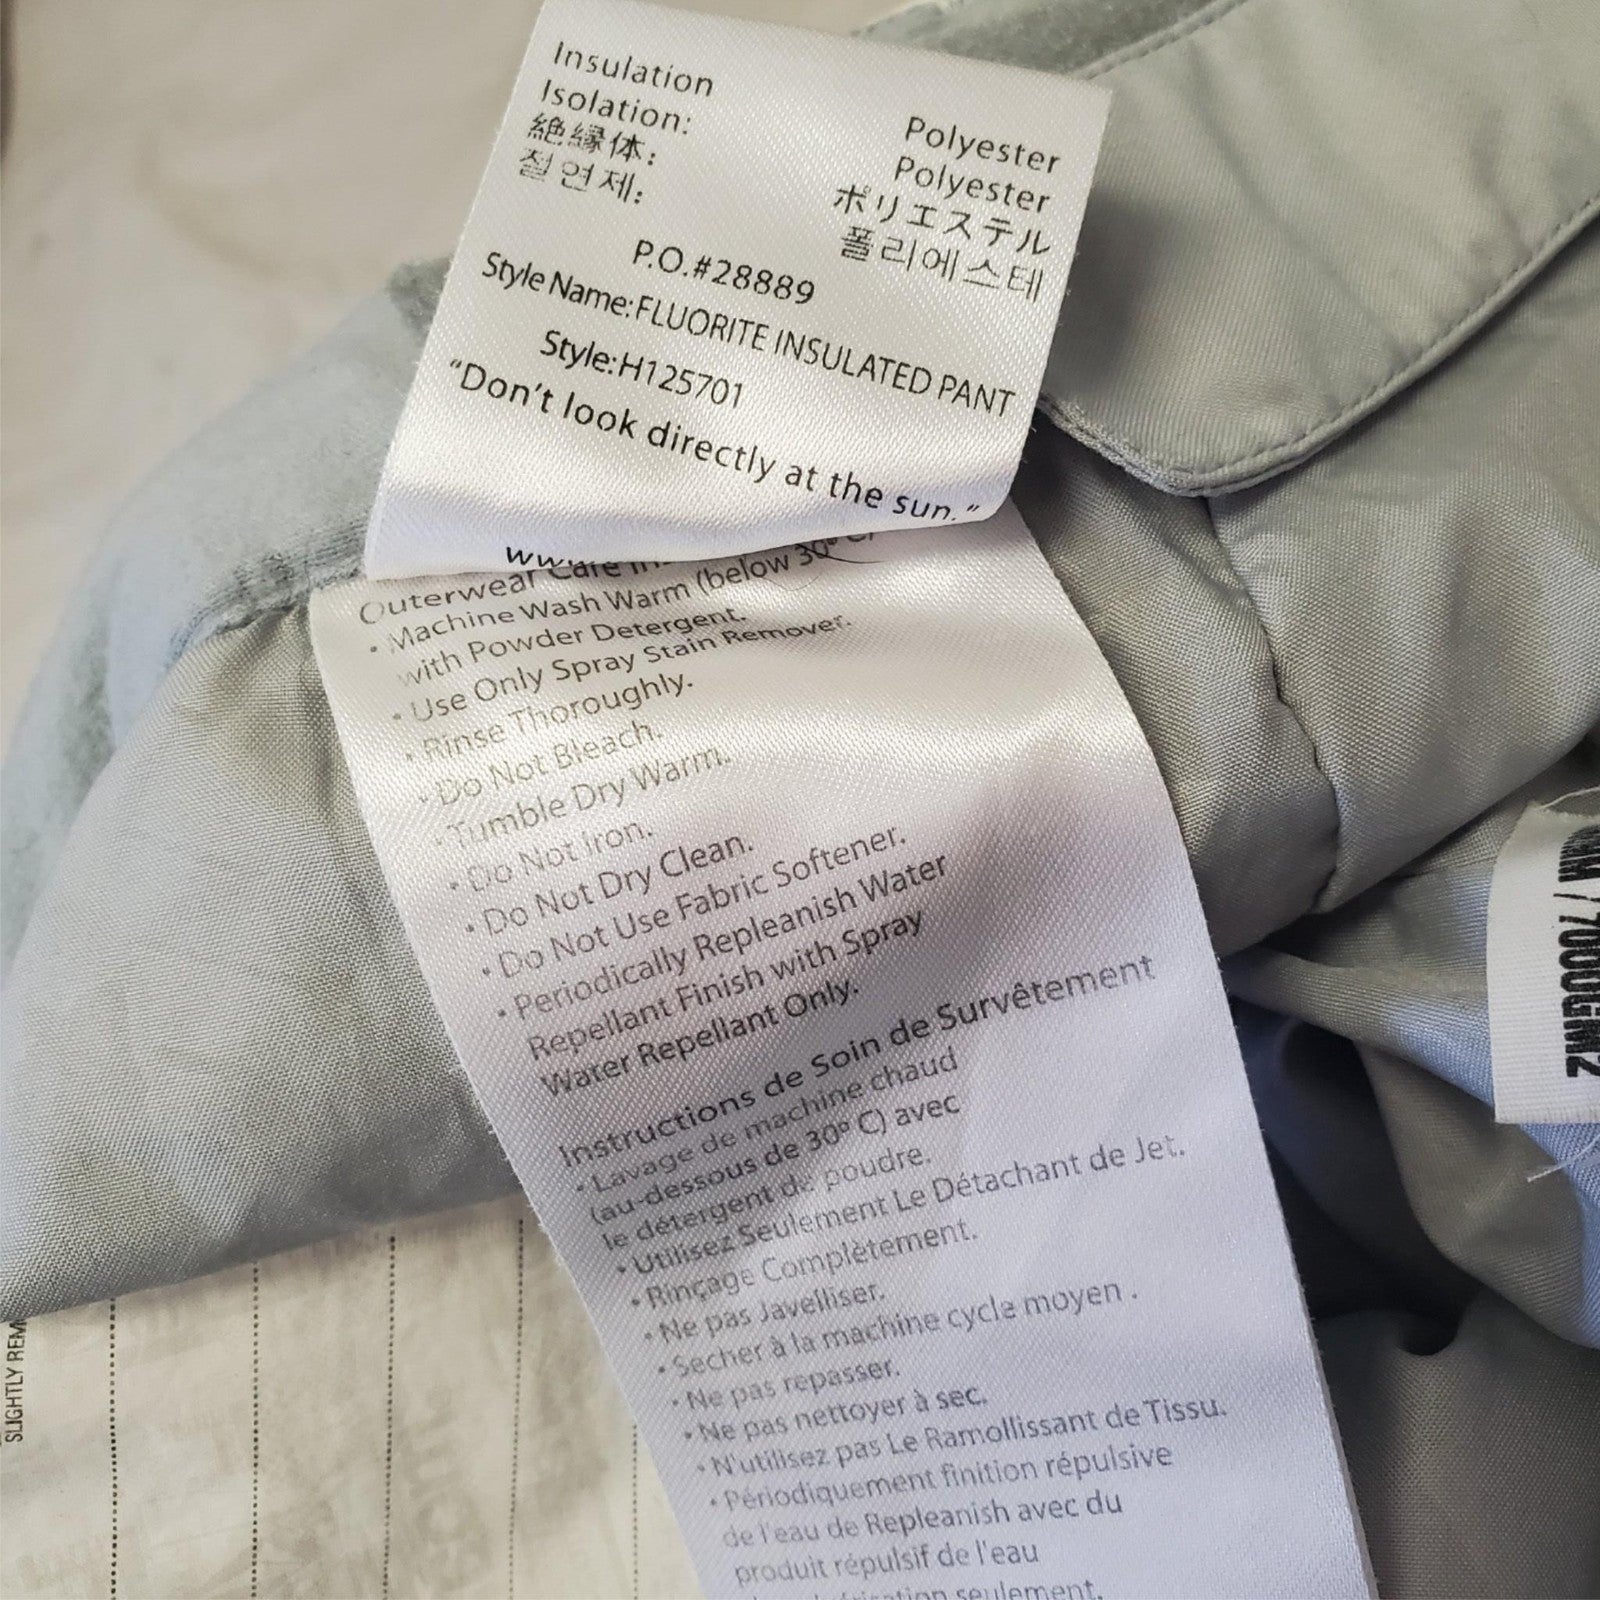 Insulation
Isolation:
絶縁体:
절연제:
Polyester
Polyester
ポリエステル
폴리에스테
P.O.#28889
Style Name:FLUORITE INSULATED PANT
Style:H125701
"Don't look directly at the sun."
Outerwear Care
• Machine Wash Warm (below 30º C)
with Powder Detergent.
• Use Only Spray Stain Remover.
• Rinse Thoroughly.
• Do Not Bleach.
• Tumble Dry Warm.
• Do Not Iron.
• Do Not Dry Clean.
• Do Not Use Fabric Softener.
• Periodically Repleanish Water
Repellant Finish with Spray
Water Repellant Only.
Instructions de Soin de Survêtement
• Lavage de machine chaud
(au-dessous de 30º C) avec
le détergent de poudre.
• Utilisez Seulement Le Détachant de Jet.
• Rinçage Complètement.
• Ne pas Javelliser.
• Secher à la machine cycle moyen .
• Ne pas repasser.
• Ne pas nettoyer à sec.
• N'utilisez pas Le Ramollissant de Tissu.
• Périodiquement finition répulsive
de l'eau de Repleanish avec du
produit répulsif de l'eau
seulement.
/700GM2
SLIGHTLY